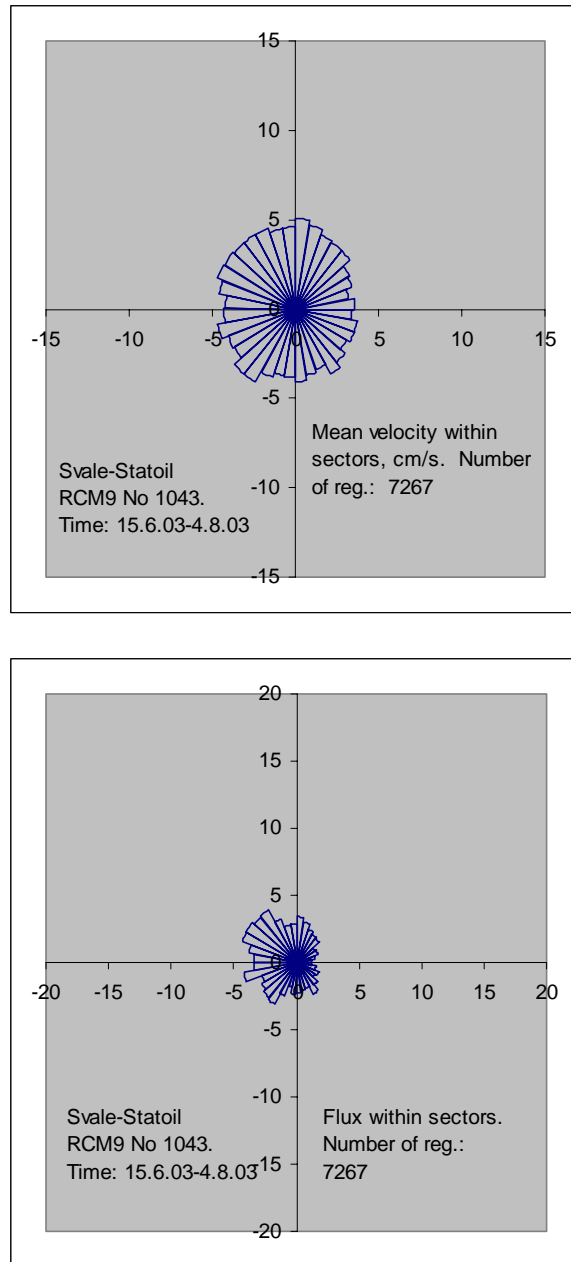 15
10
5
0
-15 -10 -5 0 5 10 15
-5
Mean velocity within
sectors, cm/s. Number
of reg.: 7267
-10
Svale-Statoil
RCM9 No 1043.
Time: 15.6.03-4.8.03
-15
20
15
10
5
0
-20 -15 -10 -5 0 5 10 15 20
-5
-10
Svale-Statoil
RCM9 No 1043.
Time: 15.6.03-4.8.03
Flux within sectors.
Number of reg.:
7267
-15
-20